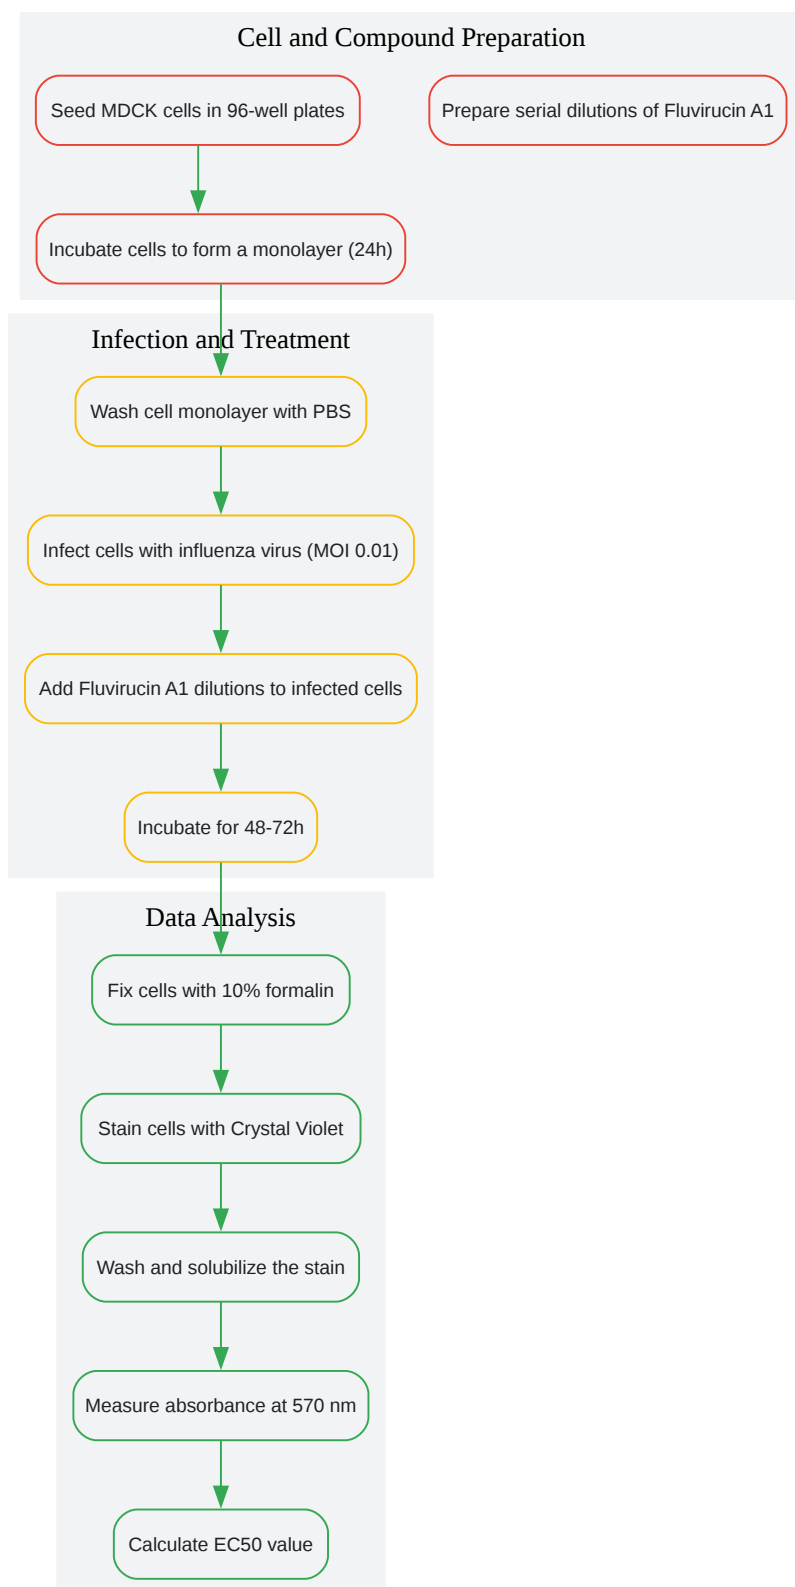 Cell and Compound Preparation
Seed MDCK cells in 96-well plates
Prepare serial dilutions of Fluvirucin A1
Incubate cells to form a monolayer (24h)
Infection and Treatment
Wash cell monolayer with PBS
Infect cells with influenza virus (MOI 0.01)
Add Fluvirucin A1 dilutions to infected cells
Incubate for 48-72h
Data Analysis
Fix cells with 10% formalin
Stain cells with Crystal Violet
Wash and solubilize the stain
Measure absorbance at 570 nm
Calculate EC50 value